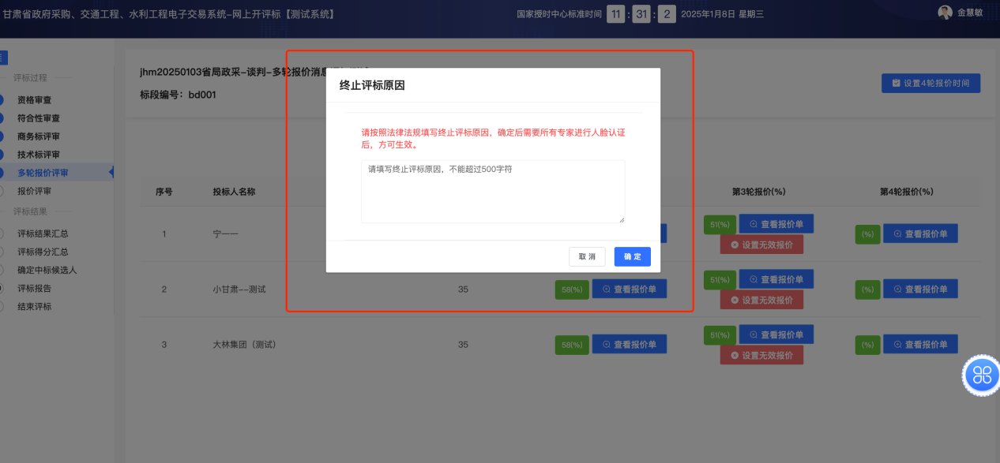 甘肃省政府采购、交通工程、水利工程电子交易系统-网上开评标【测试系统】
国家授时中心标准时间 11 : 31 : 2 2025年1月8日 星期三
金慧敏
评标过程
资格审查
符合性审查
商务标评审
技术标评审
多轮报价评审
报价评审
评标结果
评标结果汇总
评标得分汇总
确定中标候选人
评标报告
结束评标
jhm20250103省局政采-谈判-多轮报价消息
标段编号：bd001
设置4轮报价时间
终止评标原因
请按照法律法规填写终止评标原因，确定后需要所有专家进行人脸认证
后，方可生效。
请填写终止评标原因，不能超过500字符
取 消 确 定
序号 投标人名称 第3轮报价(%) 第4轮报价(%)
1 宁一一 51(%) 查看报价单 (%) 查看报价单
设置无效报价
2 小甘肃--测试 35 58(%) 查看报价单 51(%) 查看报价单 (%) 查看报价单
设置无效报价
3 大林集团（测试） 35 58(%) 查看报价单 51(%) 查看报价单 (%) 查看报价单
设置无效报价